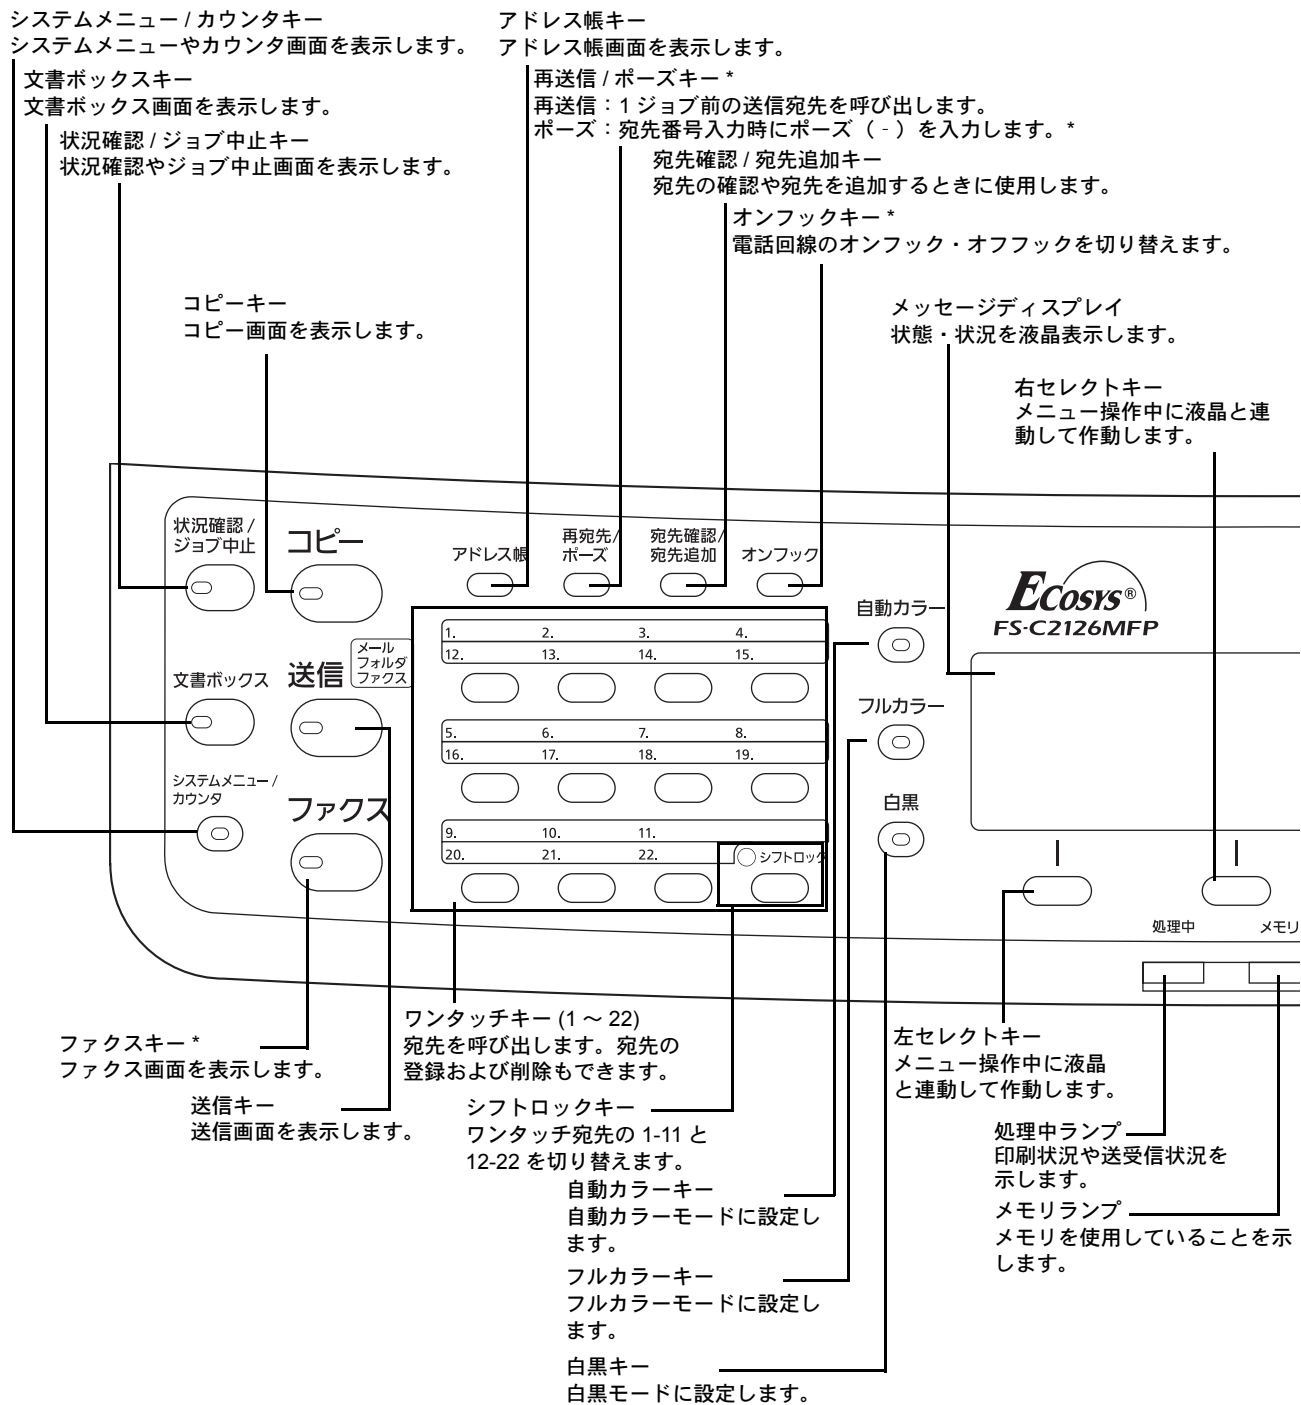 システムメニュー / カウンタキー
システムメニューやカウンタ画面を表示します。
アドレス帳キー
アドレス帳画面を表示します。
文書ボックスキー
文書ボックス画面を表示します。
再送信 / ポーズキー *
再送信：1 ジョブ前の送信宛先を呼び出します。
ポーズ：宛先番号入力時にポーズ（ - ）を入力します。*
状況確認 / ジョブ中止キー
状況確認やジョブ中止画面を表示します。
宛先確認 / 宛先追加キー
宛先の確認や宛先を追加するときに使用します。
オンフックキー *
電話回線のオンフック・オフフックを切り替えます。
コピーキー
コピー画面を表示します。
メッセージディスプレイ
状態・状況を液晶表示します。
右セレクトキー
メニュー操作中に液晶と連
動して作動します。
状況確認 /
ジョブ中止
コピー
アドレス帳
再宛先/
ポーズ
宛先確認/
宛先追加
オンフック
自動カラー
ECOSYS®
FS-C2126MFP
1. 2. 3. 4.
12. 13. 14. 15.
文書ボックス
送信
メール
フォルダ
ファクス
フルカラー
5. 6. 7. 8.
16. 17. 18. 19.
システムメニュー /
カウンタ
ファクス
白黒
9. 10. 11.
20. 21. 22.
シフトロック
処理中
メモリ
ファクスキー *
ファクス画面を表示します。
送信キー
送信画面を表示します。
ワンタッチキー (1 ～ 22)
宛先を呼び出します。宛先の
登録および削除もできます。
シフトロックキー
ワンタッチ宛先の 1-11 と
12-22 を切り替えます。
自動カラーキー
自動カラーモードに設定し
ます。
フルカラーキー
フルカラーモードに設定し
ます。
白黒キー
白黒モードに設定します。
左セレクトキー
メニュー操作中に液晶
と連動して作動します。
処理中ランプ
印刷状況や送受信状況を
示します。
メモリランプ
メモリを使用していることを示
します。